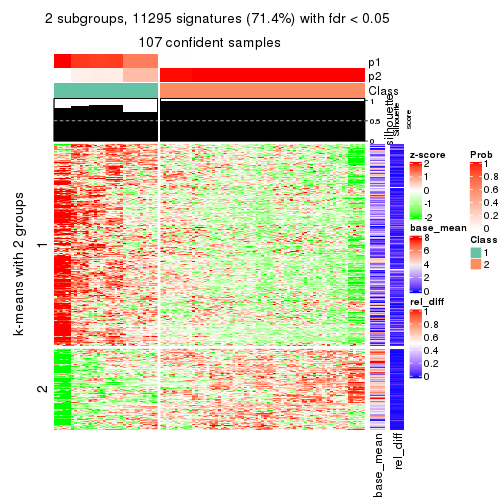 2 subgroups, 11295 signatures (71.4%) with fdr < 0.05
107 confident samples
p1
p2
Class
1
0.5
0
silhouette
Silhouette
score
k-means with 2 groups
1
2
base_mean
rel_diff
z-score
2
1
0
-1
-2
base_mean
8
6
4
2
0
rel_diff
1
0.8
0.6
0.4
0.2
0
Prob
1
0.8
0.6
0.4
0.2
0
Class
1
2